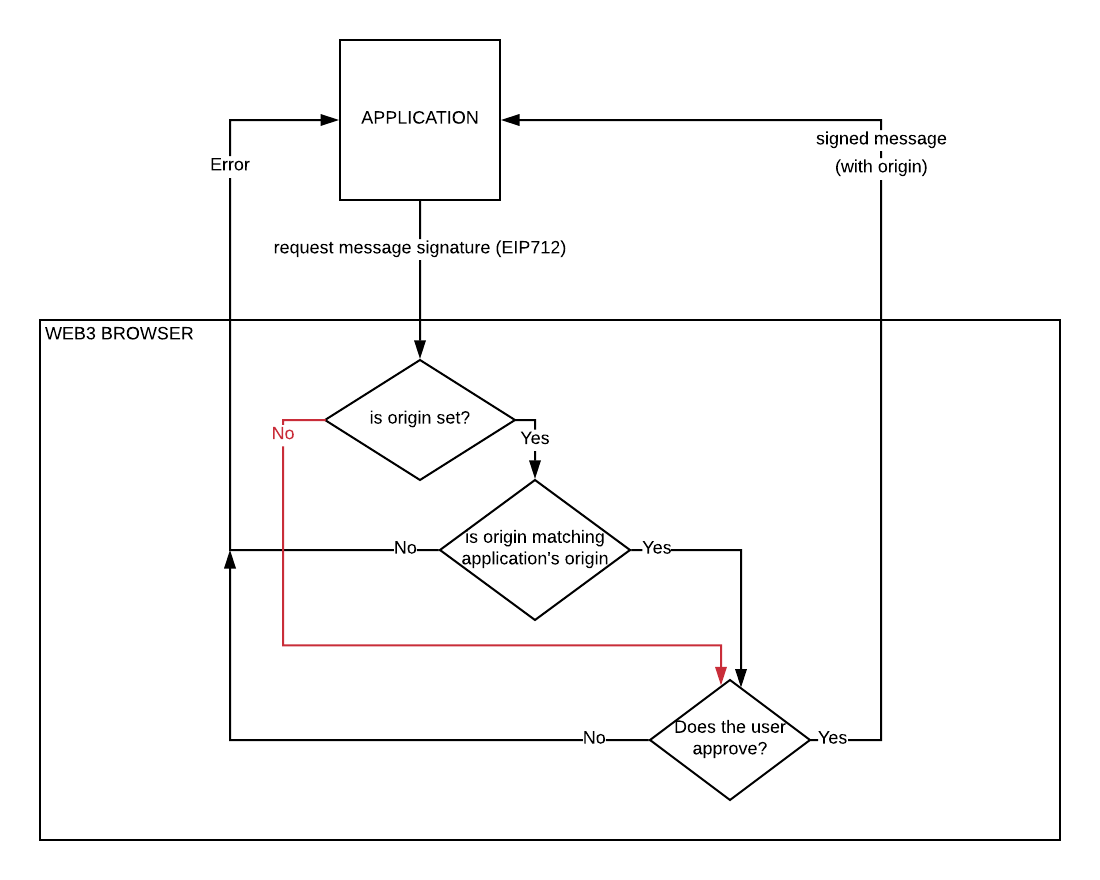 APPLICATION
signed message
(with origin)
Error
request message signature (EIP712)
WEB3 BROWSER
is origin set?
No
Yes
is origin matching
application's origin
No
Yes
Does the user
approve?
No
Yes